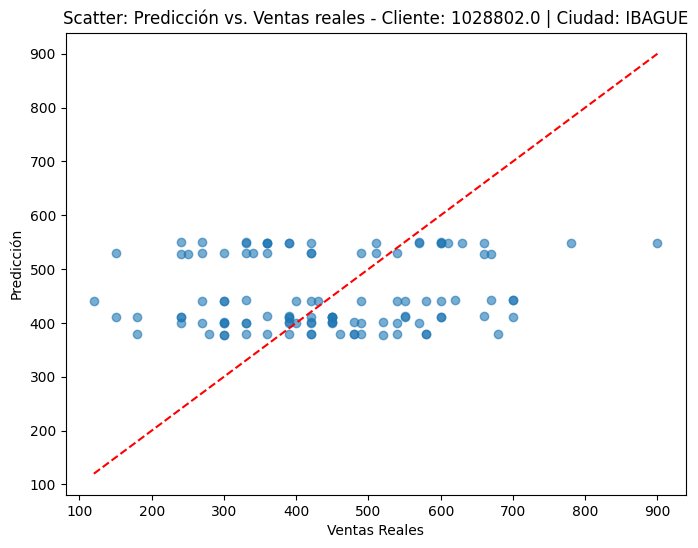 Scatter: Predicción vs. Ventas reales - Cliente: 1028802.0 | Ciudad: IBAGUE
900
800
700
600
500
400
300
200
100
Predicción
100 200 300 400 500 600 700 800 900
Ventas Reales